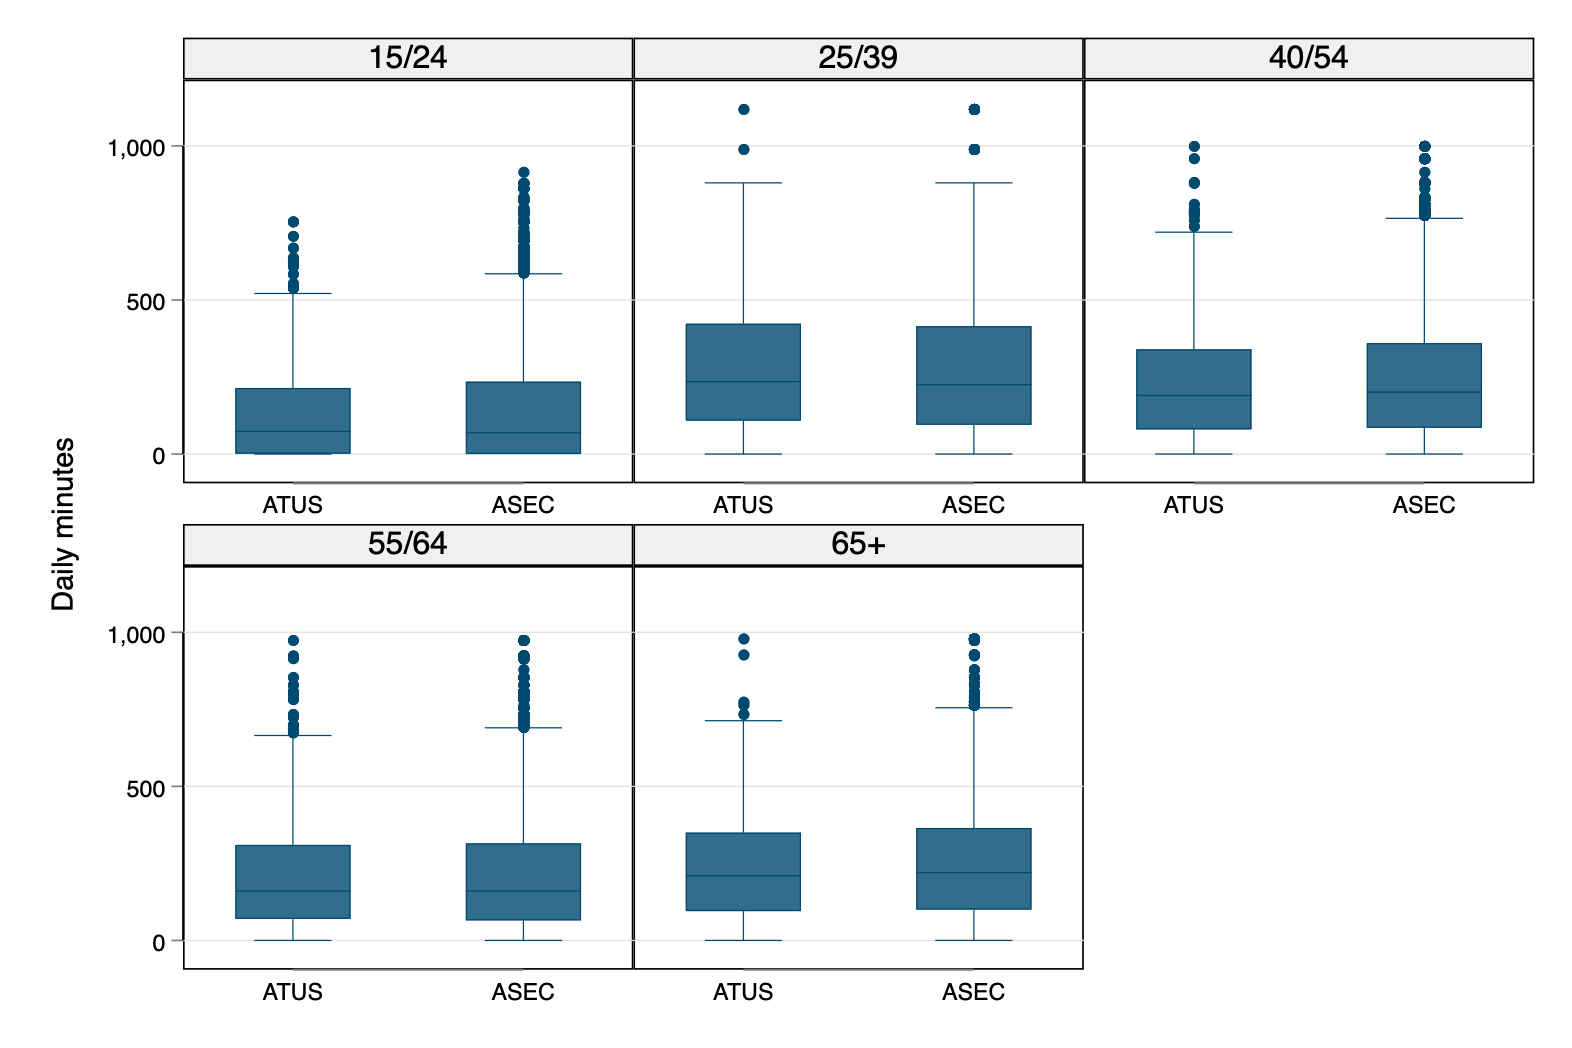 15/24 25/39 40/54
1,000
500
0
ATUS ASEC ATUS ASEC ATUS ASEC
Daily minutes
55/64 65+
1,000
500
0
ATUS ASEC ATUS ASEC